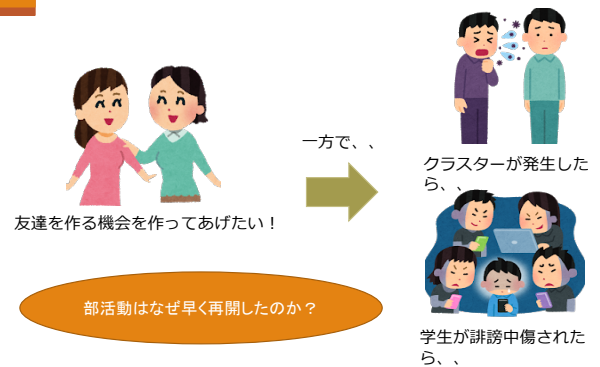 友達を作る機会を作ってあげたい！
一方で、、
クラスターが発生した
ら、、
学生が誹謗中傷された
ら、、
部活動はなぜ早く再開したのか？